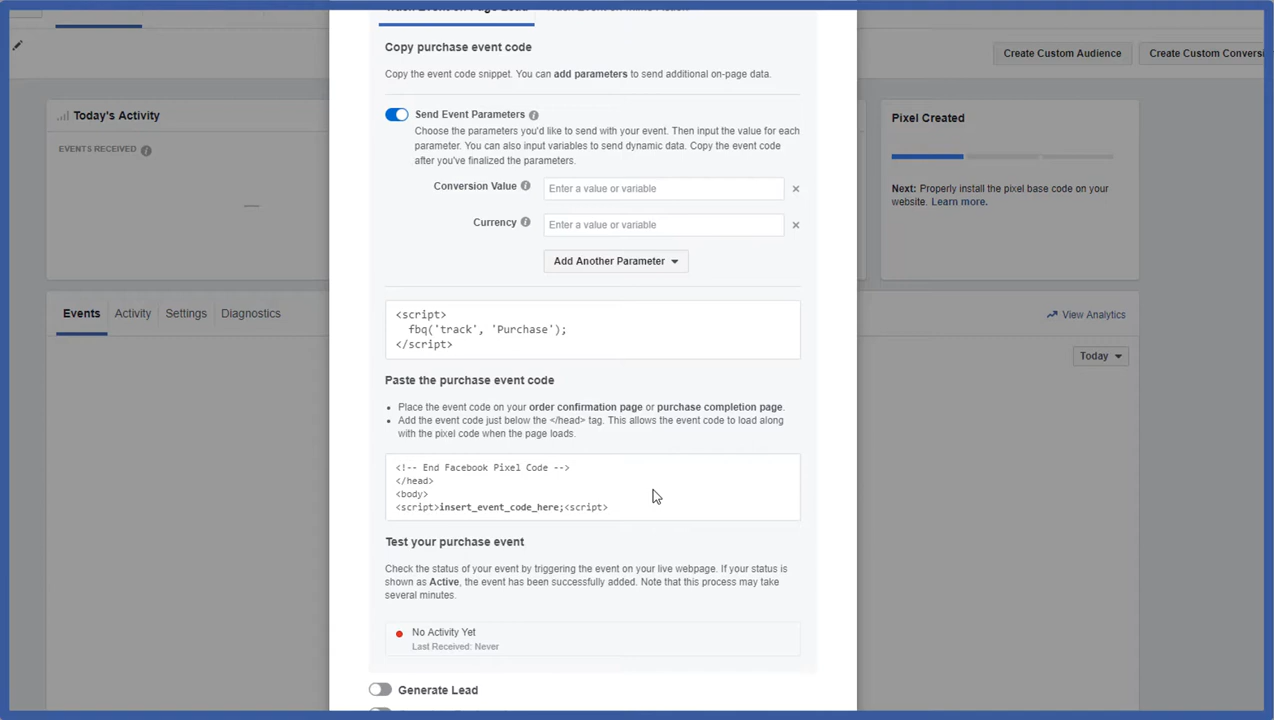 Create Custom Audience
Create Custom Conversi
Copy purchase event code
Copy the event code snippet. You can add parameters to send additional on-page data.
Today's Activity
EVENTS RECEIVED
Pixel Created
Next: Properly install the pixel base code on your
website. Learn more.
Send Event Parameters
Choose the parameters you'd like to send with your event. Then input the value for each
parameter. You can also input variables to send dynamic data. Copy the event code
after you've finalized the parameters.
Conversion Value
Enter a value or variable
Currency
Enter a value or variable
Add Another Parameter
Events
Activity
Settings
Diagnostics
View Analytics
Today
<script>
fbq('track', 'Purchase');
</script>
Paste the purchase event code
• Place the event code on your order confirmation page or purchase completion page.
• Add the event code just below the </head> tag. This allows the event code to load along
with the pixel code when the page loads.
<!-- End Facebook Pixel Code -->
</head>
<body>
<script>insert_event_code_here;<script>
Test your purchase event
Check the status of your event by triggering the event on your live webpage. If your status is
shown as Active, the event has been successfully added. Note that this process may take
several minutes.
No Activity Yet
Last Received: Never
Generate Lead